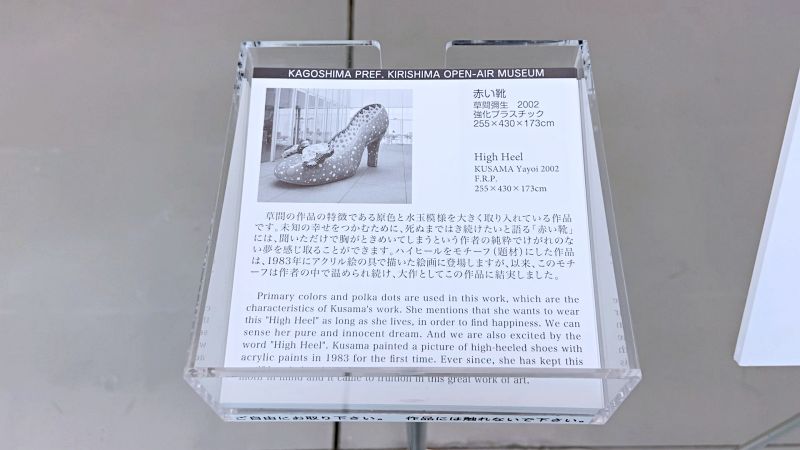 KAGOSHIMA PREF. KIRISHIMA OPEN-AIR MUSEUM
赤い靴
草間彌生 2002
強化プラスチック
255×430×173cm
High Heel
KUSAMA Yayoi 2002
F.R.P.
255×430×173cm
草間の作品の特徴である原色と水玉模様を大きく取り入れている作品
です。未知の幸せをつかむために、死ぬまではき続けたいと語る「赤い靴」
には、聞いただけで胸がときめいてしまうという作者の純粋でけがれのな
い夢を感じ取ることができます。ハイヒールをモチーフ(題材)にした作品
は、1983年にアクリル絵の具で描いた絵画に登場しますが、以来、このモチ
ーフは作者の中で温められ続け、大作としてこの作品に結実しました。
Primary colors and polka dots are used in this work, which are the
characteristics of Kusama's work. She mentions that she wants to wear
this "High Heel" as long as she lives, in order to find happiness. We can
sense her pure and innocent dream. And we are also excited by the
word "High Heel". Kusama painted a picture of high-heeled shoes with
acrylic paints in 1983 for the first time. Ever since, she has kept this
in mind and it came to fruition in this great work of art.
ご自由にお取り下さい。 作品には触れないで下さい。